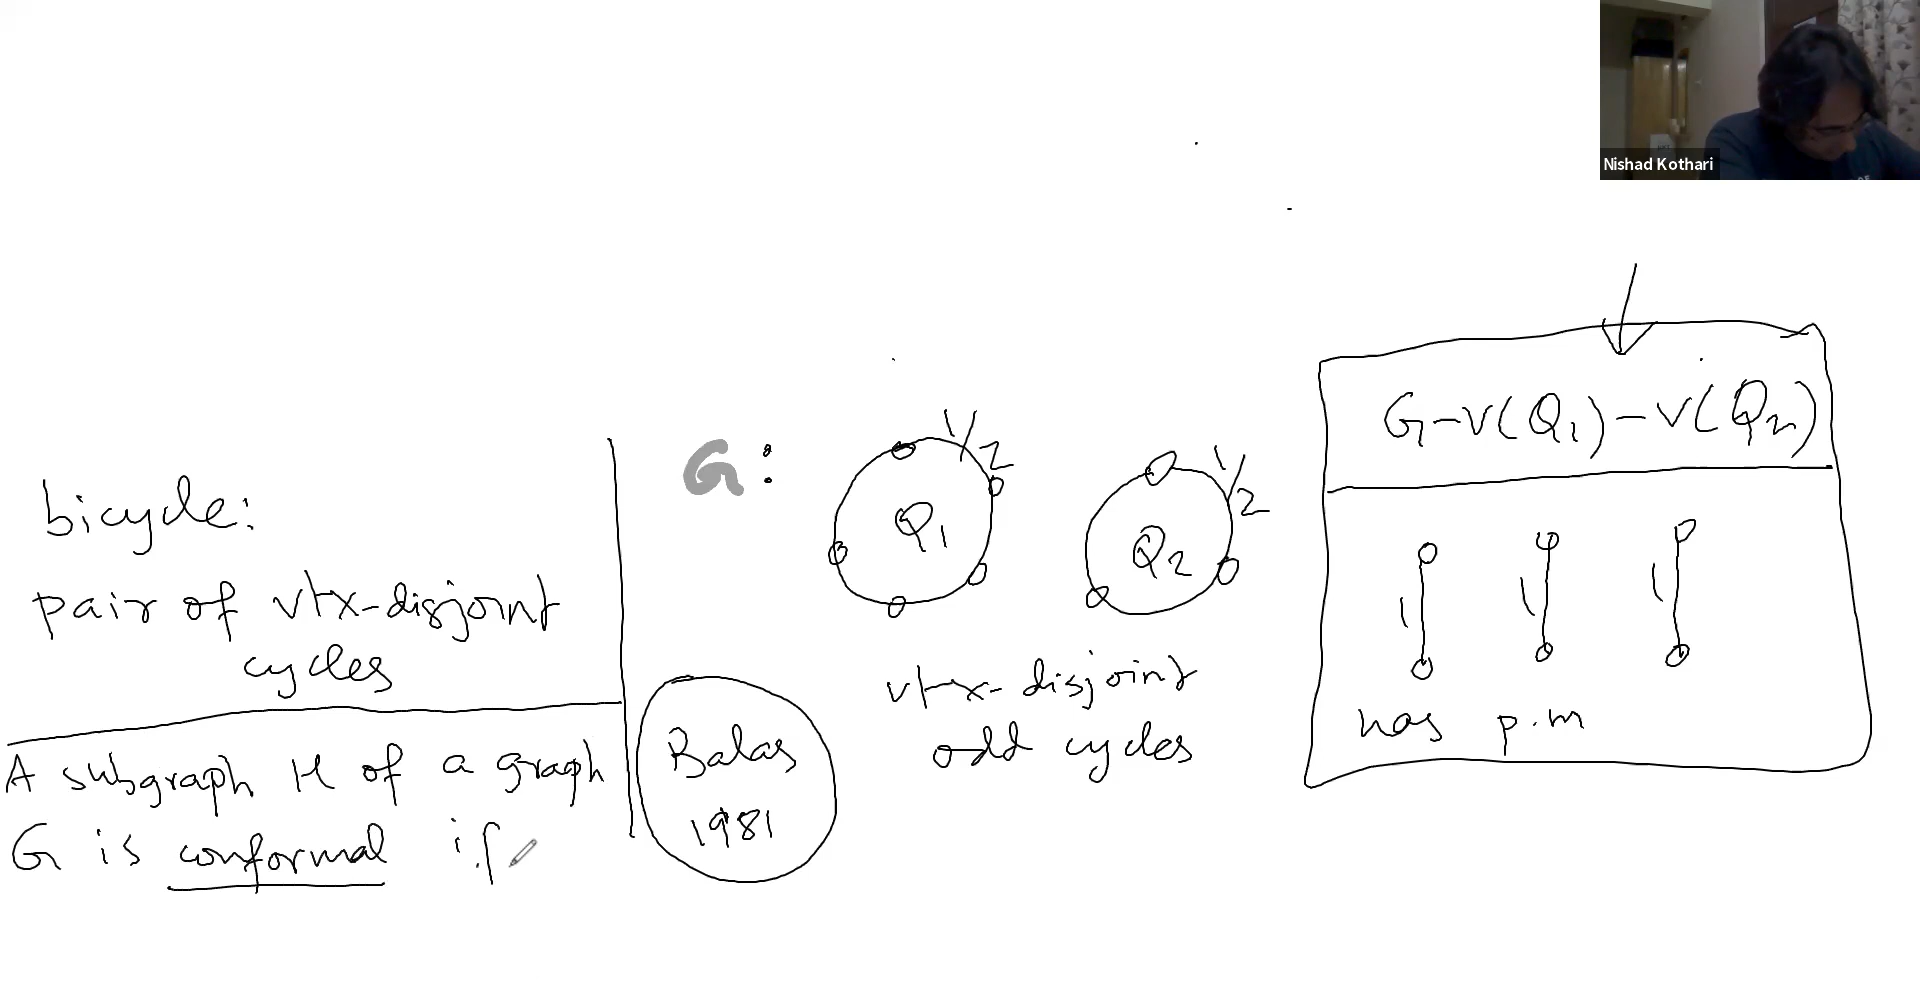 Nishad Kothari
bicycle:
pair of vtx-disjoint
cycles
A subgraph H of a graph
G is conformal if
G:
1/2
Q1
1/2
Q2
vtx-disjoint
odd cycles
Balas
1981
G-V(Q1)-V(Q2)
1 1 1
has p.m